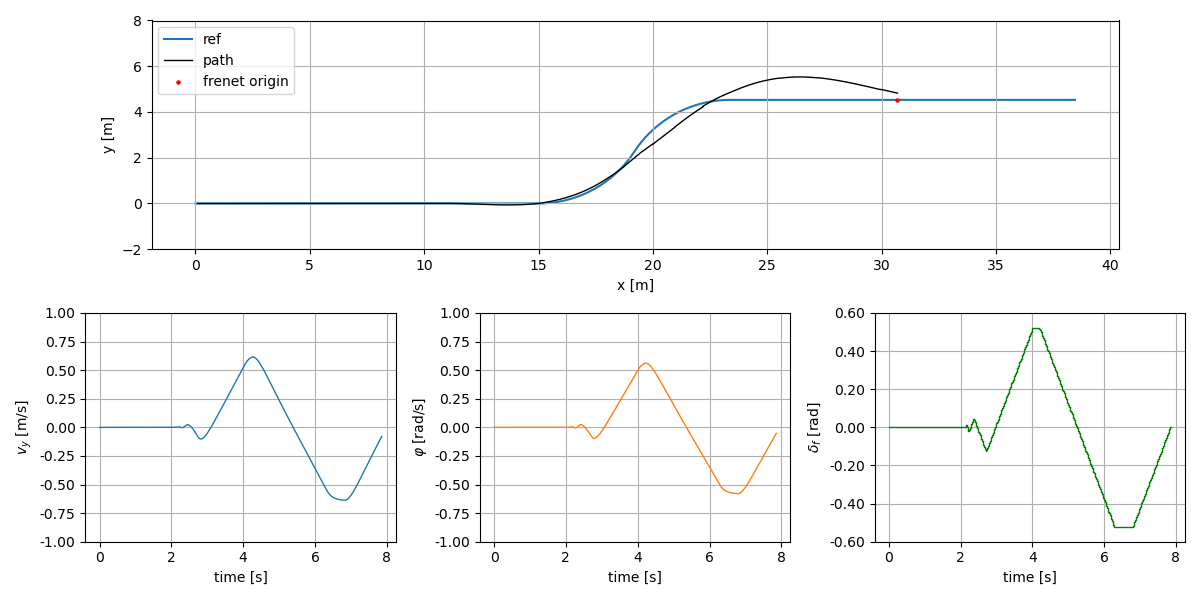 8
6
4
2
0
−2
y [m]
ref
path
frenet origin
0 5 10 15 20 25 30 35 40
x [m]
1.00
0.75
0.50
0.25
0.00
-0.25
-0.50
-0.75
-1.00
v_y [m/s]
0 2 4 6 8
time [s]
1.00
0.75
0.50
0.25
0.00
-0.25
-0.50
-0.75
-1.00
φ [rad/s]
0 2 4 6 8
time [s]
0.60
0.40
0.20
0.00
-0.20
-0.40
-0.60
δ_f [rad]
0 2 4 6 8
time [s]